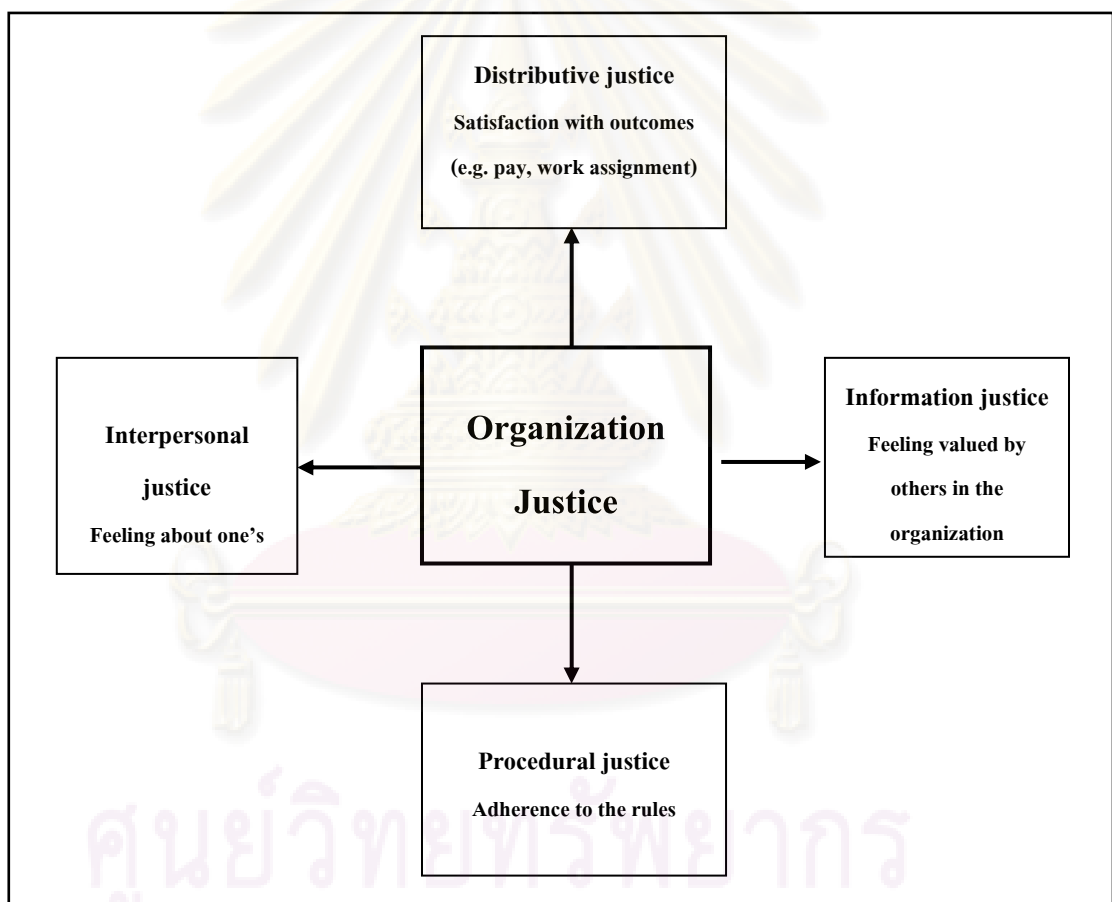 Distributive justice
Satisfaction with outcomes
(e.g. pay, work assignment)
Interpersonal
justice
Feeling about one's
Organization
Justice
Information justice
Feeling valued by
others in the
organization
Procedural justice
Adherence to the rules
ศูนย์วิทยทรัพยากร